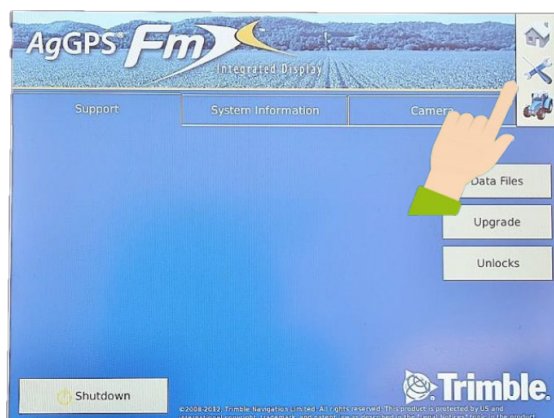 AgGPS Fmx
Integrated Display
Support
System Information
Camera
Data Files
Upgrade
Unlocks
Shutdown
Trimble.
©2008-2012, Trimble Navigation Limited. All rights reserved. This product is protected by US and